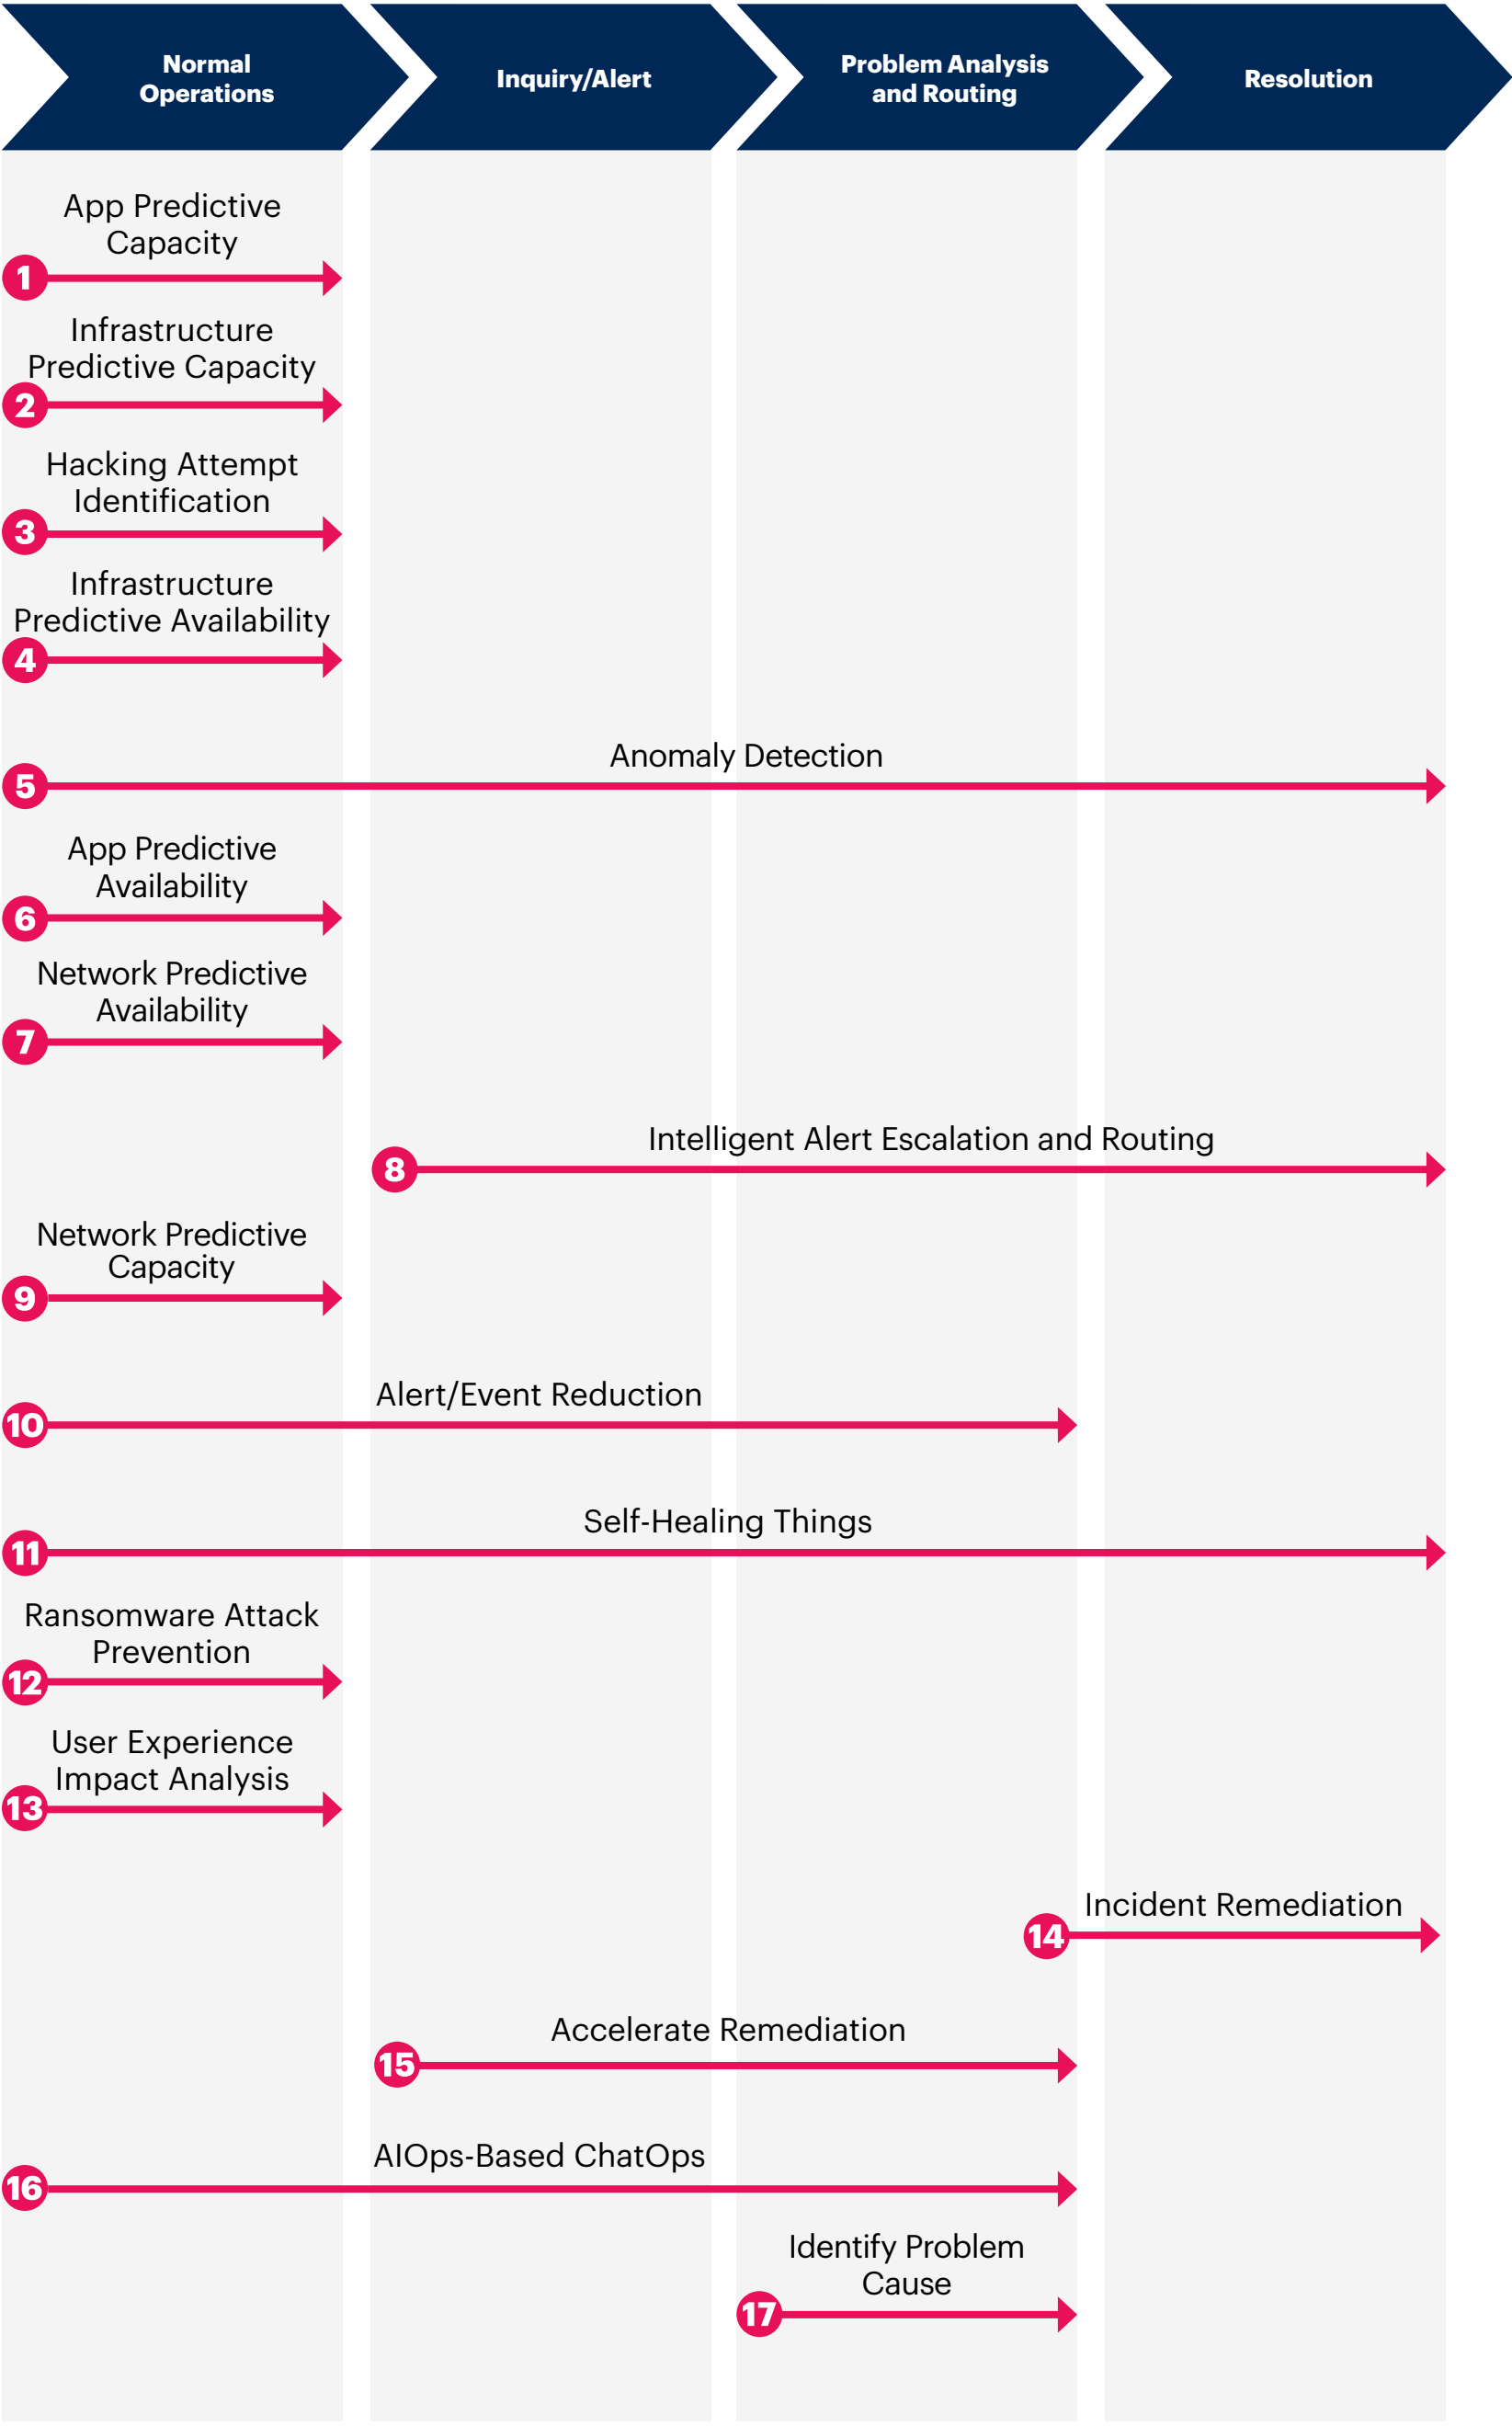 Normal
Operations
Inquiry/Alert
Problem Analysis
and Routing
Resolution
App Predictive
Capacity
1
Infrastructure
Predictive Capacity
2
Hacking Attempt
Identification
3
Infrastructure
Predictive Availability
4
Anomaly Detection
5
App Predictive
Availability
6
Network Predictive
Availability
7
Intelligent Alert Escalation and Routing
8
Network Predictive
Capacity
9
Alert/Event Reduction
10
Self-Healing Things
11
Ransomware Attack
Prevention
12
User Experience
Impact Analysis
13
Incident Remediation
14
Accelerate Remediation
15
AIOps-Based ChatOps
16
Identify Problem
Cause
17